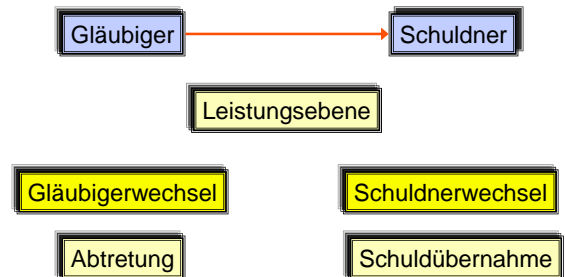 Gläubiger Schuldner
Leistungsebene
Gläubigerwechsel Schuldnerwechsel
Abtretung Schuldübernahme